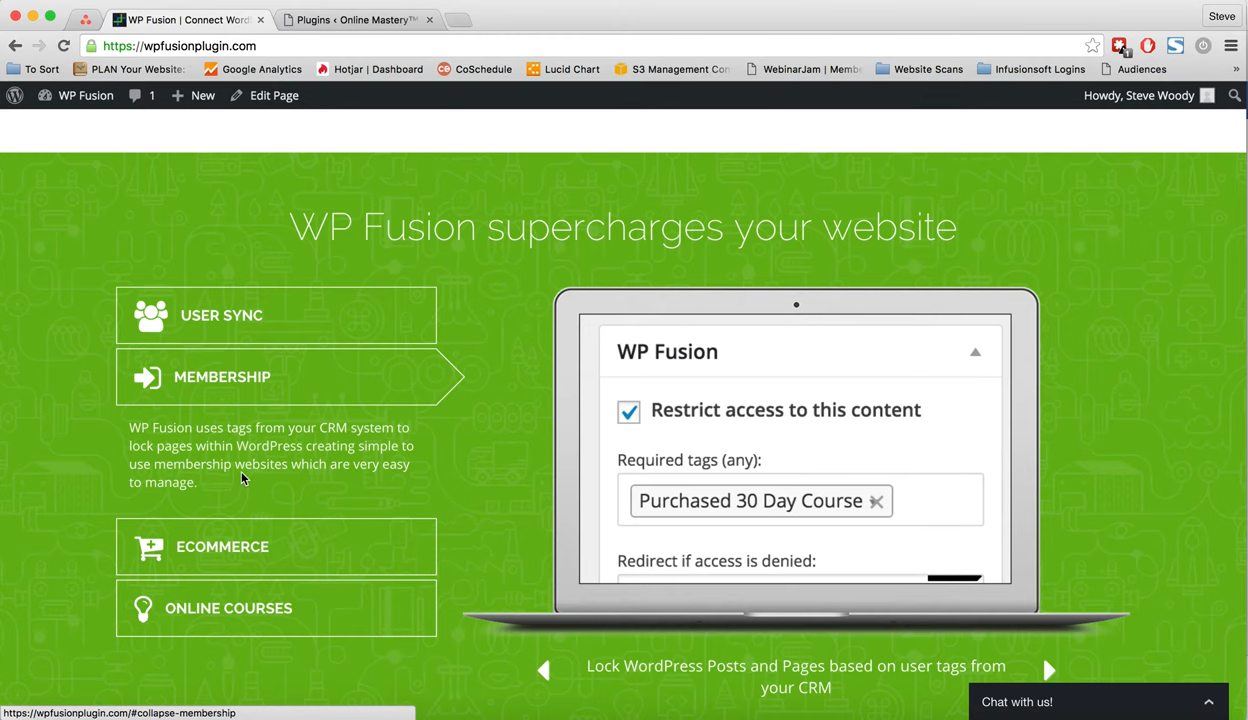 WP Fusion | Connect Word
Plugins ‹ Online Mastery™
Steve
https://wpfusionplugin.com
1
To Sort
PLAN Your Website:
Google Analytics
Hotjar | Dashboard
CoSchedule
Lucid Chart
S3 Management Con
WebinarJam | Membe
Website Scans
Infusionsoft Logins
Audiences
»
WP Fusion
1
New
Edit Page
Howdy, Steve Woody
WP Fusion supercharges your website
USER SYNC
MEMBERSHIP
WP Fusion uses tags from your CRM system to
lock pages within WordPress creating simple to
use membership websites which are very easy
to manage.
ECOMMERCE
ONLINE COURSES
WP Fusion
Restrict access to this content
Required tags (any):
Purchased 30 Day Course ×
Redirect if access is denied:
Lock WordPress Posts and Pages based on user tags from
your CRM
Chat with us!
https://wpfusionplugin.com/#collapse-membership